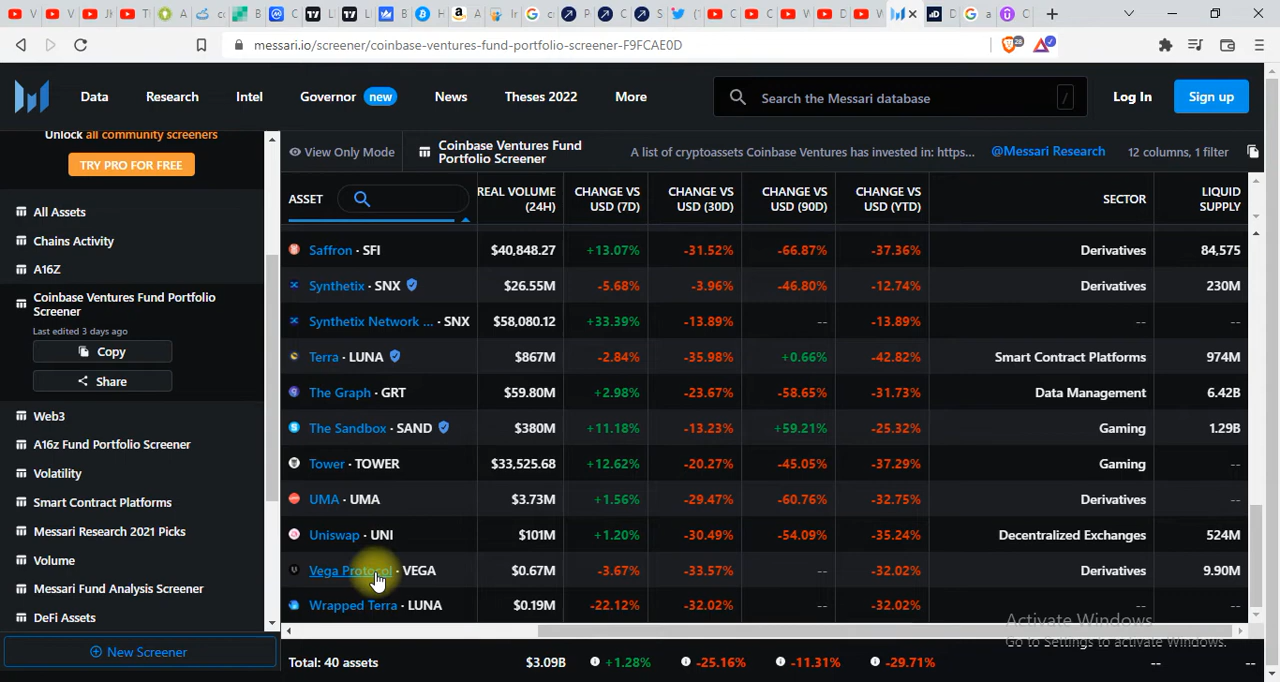 messari.io/screener/coinbase-ventures-fund-portfolio-screener-F9FCAE0D
28
Data
Research
Intel
Governor new
News
Theses 2022
More
Search the Messari database /
Log In
Sign up
Unlock all community screeners
TRY PRO FOR FREE
All Assets
Chains Activity
A16Z
Coinbase Ventures Fund Portfolio
Screener
Last edited 3 days ago
Copy
Share
Web3
A16z Fund Portfolio Screener
Volatility
Smart Contract Platforms
Messari Research 2021 Picks
Volume
Messari Fund Analysis Screener
DeFi Assets
New Screener
View Only Mode
Coinbase Ventures Fund
Portfolio Screener
A list of cryptoassets Coinbase Ventures has invested in: https...
@Messari Research
12 columns, 1 filter
ASSET
REAL VOLUME
(24H)
CHANGE VS
USD (7D)
CHANGE VS
USD (30D)
CHANGE VS
USD (90D)
CHANGE VS
USD (YTD)
SECTOR
LIQUID
SUPPLY
Saffron · SFI $40,848.27 +13.07% -31.52% -66.87% -37.36% Derivatives 84,575
Synthetix · SNX $26.55M -5.68% -3.96% -46.80% -12.74% Derivatives 230M
Synthetix Network ... · SNX $58,080.12 +33.39% -13.89% -- -13.89% -- --
Terra · LUNA $867M -2.84% -35.98% +0.66% -42.82% Smart Contract Platforms 974M
The Graph · GRT $59.80M +2.98% -23.67% -58.65% -31.73% Data Management 6.42B
The Sandbox · SAND $380M +11.18% -13.23% +59.21% -25.32% Gaming 1.29B
Tower · TOWER $33,525.68 +12.62% -20.27% -45.05% -37.29% Gaming --
UMA · UMA $3.73M +1.56% -29.47% -60.76% -32.75% Derivatives --
Uniswap · UNI $101M +1.20% -30.49% -54.09% -35.24% Decentralized Exchanges 524M
Vega Protocol · VEGA $0.67M -3.67% -33.57% -- -32.02% Derivatives 9.90M
Wrapped Terra · LUNA $0.19M -22.12% -32.02% -- -32.02% -- --
Total: 40 assets $3.09B +1.28% -25.16% -11.31% -29.71% -- --
Activate Windows
Go to Settings to activate Windows.